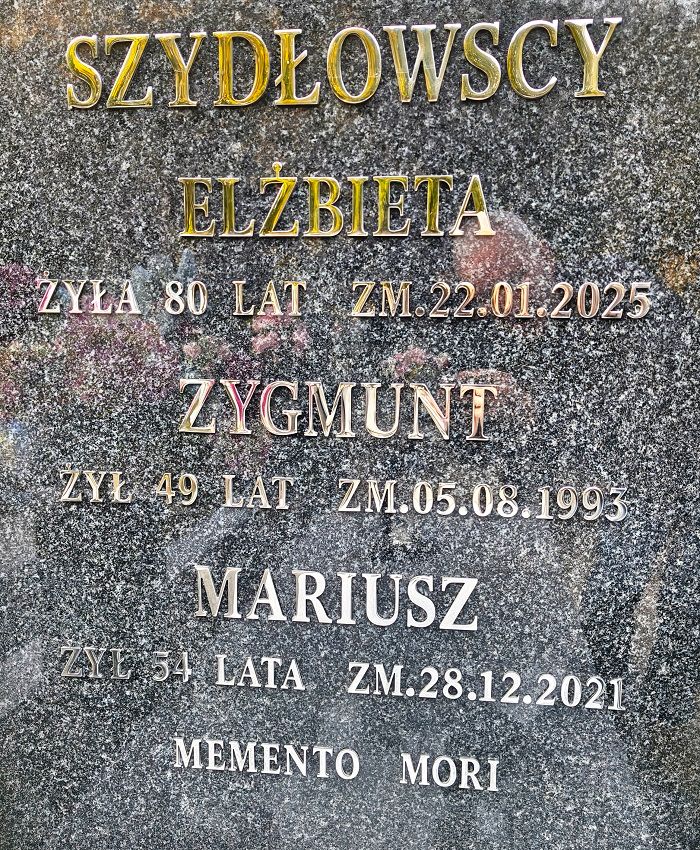 SZYDŁOWSCY
ELŻBIETA
ŻYŁA 80 LAT ZM.22.01.2025
ZYGMUNT
ŻYŁ 49 LAT ZM.05.08.1993
MARIUSZ
ŻYŁ 54 LATA ZM.28.12.2021
MEMENTO MORI